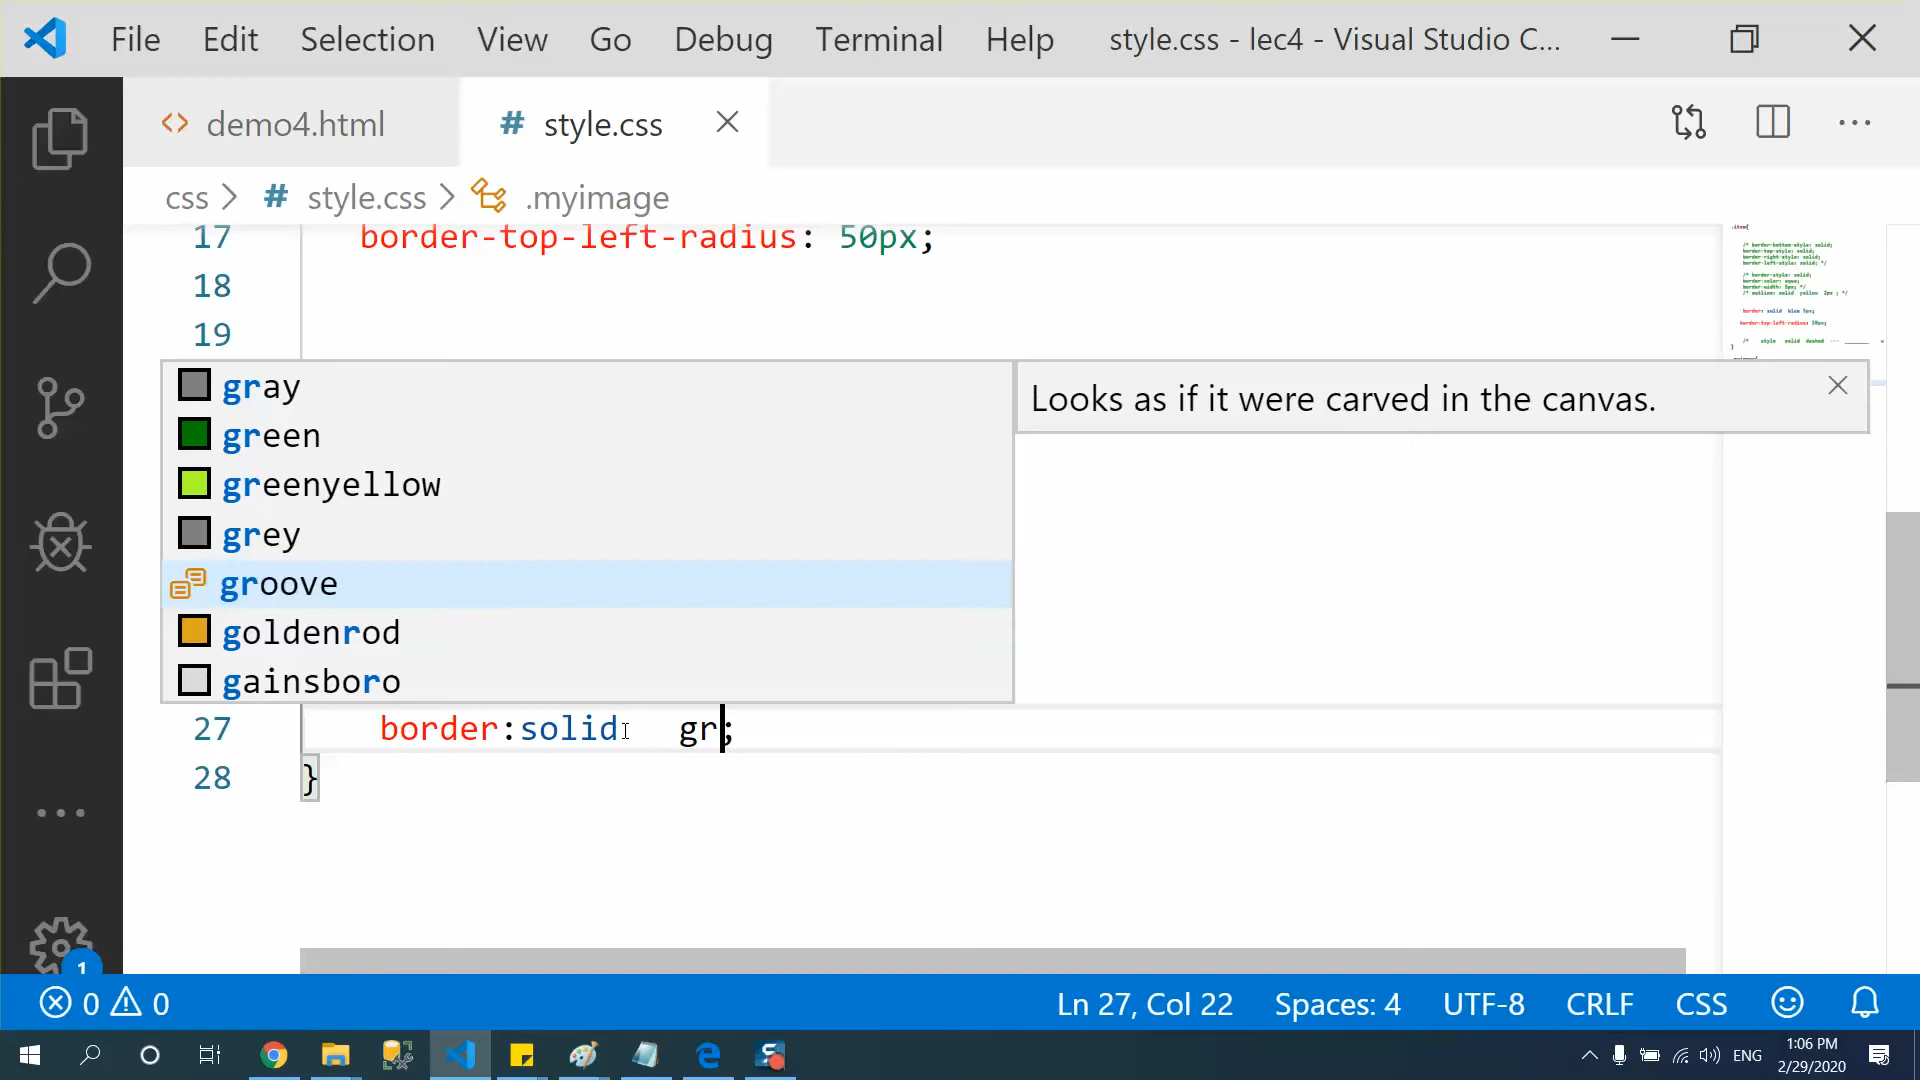 File Edit Selection View Go Debug Terminal Help style.css - lec4 - Visual Studio C...
demo4.html # style.css
css > # style.css > .myimage
17 border-top-left-radius: 50px;
18
19
gray
green
greenyellow
grey
groove
goldenrod
gainsboro
Looks as if it were carved in the canvas.
27 border:solid gr;
28 }
1
0 0 Ln 27, Col 22 Spaces: 4 UTF-8 CRLF CSS
ENG 1:06 PM
2/29/2020